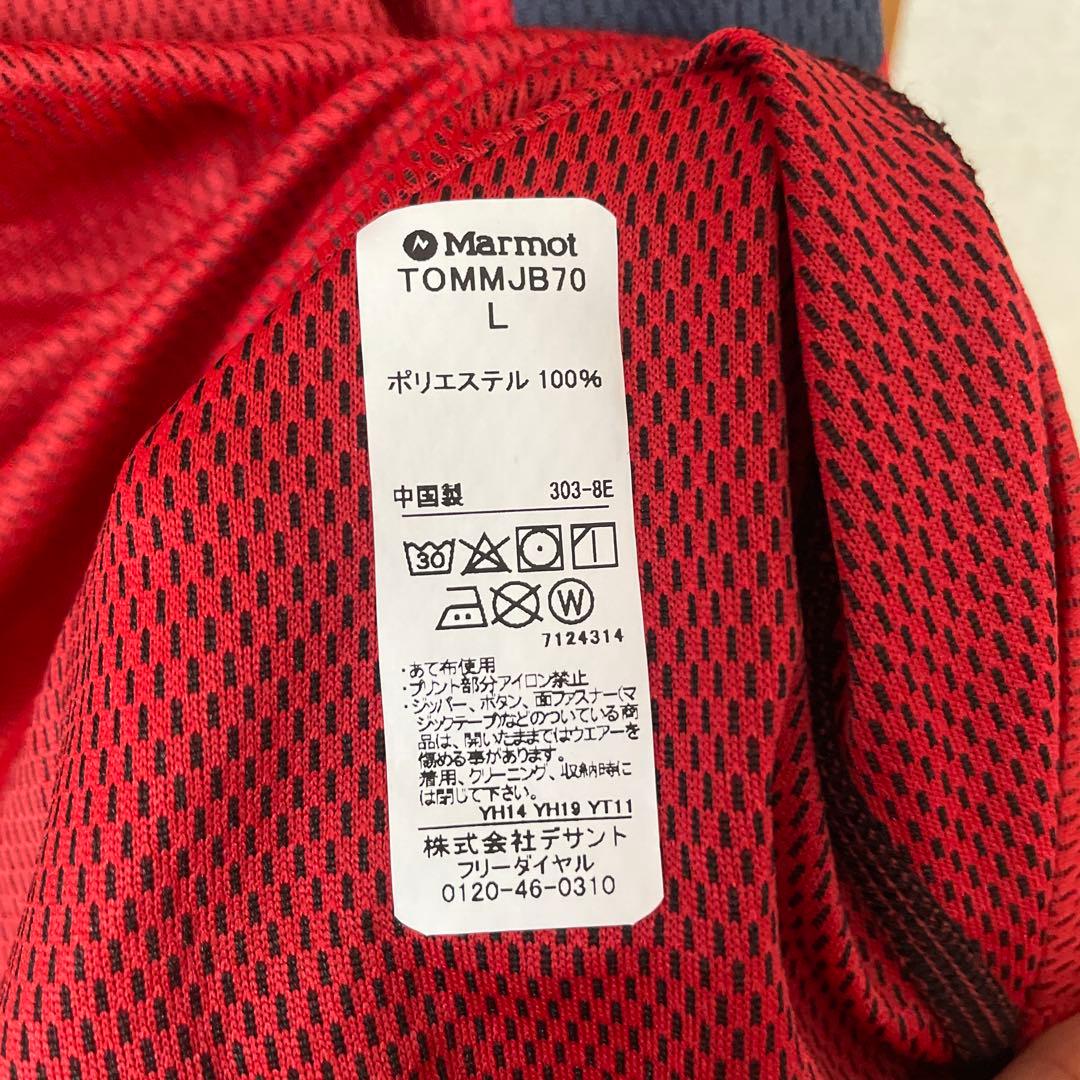 Marmot
TOMMJB70
L
ポリエステル 100%
中国製 303-8E
30
W
7124314
・あて布使用
・プリント部分アイロン禁止
・ジッパー、ボタン、面ファスナー(マ
ジックテープ)などのついている商
品は、開いたままではウエアーを
傷める事があります。
着用、クリーニング、収納時に
は閉じて下さい。
YH14 YH19 YT11
株式会社デサント
フリーダイヤル
0120-46-0310